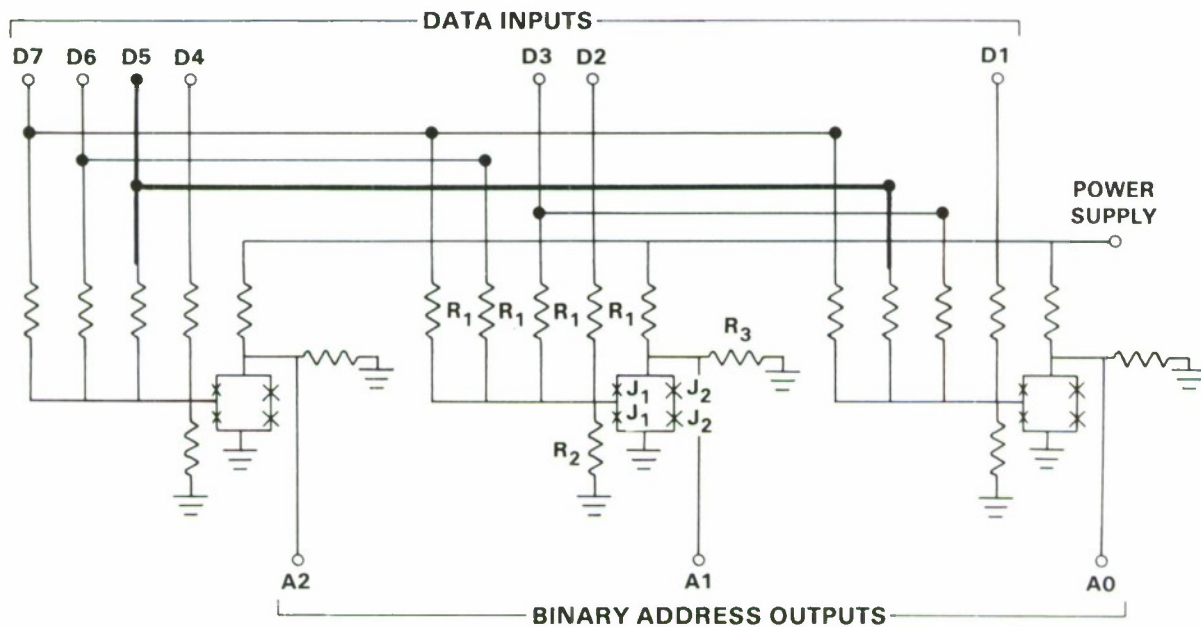 DATA INPUTS
D7 D6 D5 D4 D3 D2 D1
POWER
SUPPLY
R1 R1 R1 R1 R3
J1 J2
J1 J2
R2
A2 A1 A0
BINARY ADDRESS OUTPUTS